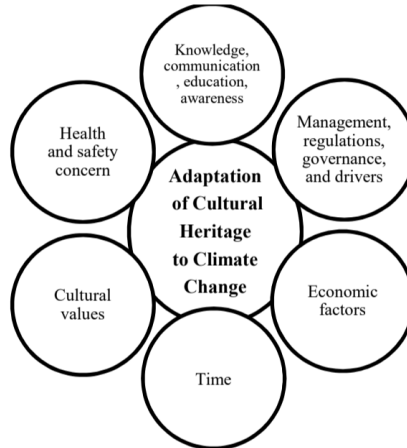 Knowledge,
communication
, education,
awareness
Management,
regulations,
governance,
and drivers
Economic
factors
Time
Cultural
values
Health
and safety
concern
Adaptation
of Cultural
Heritage
to Climate
Change